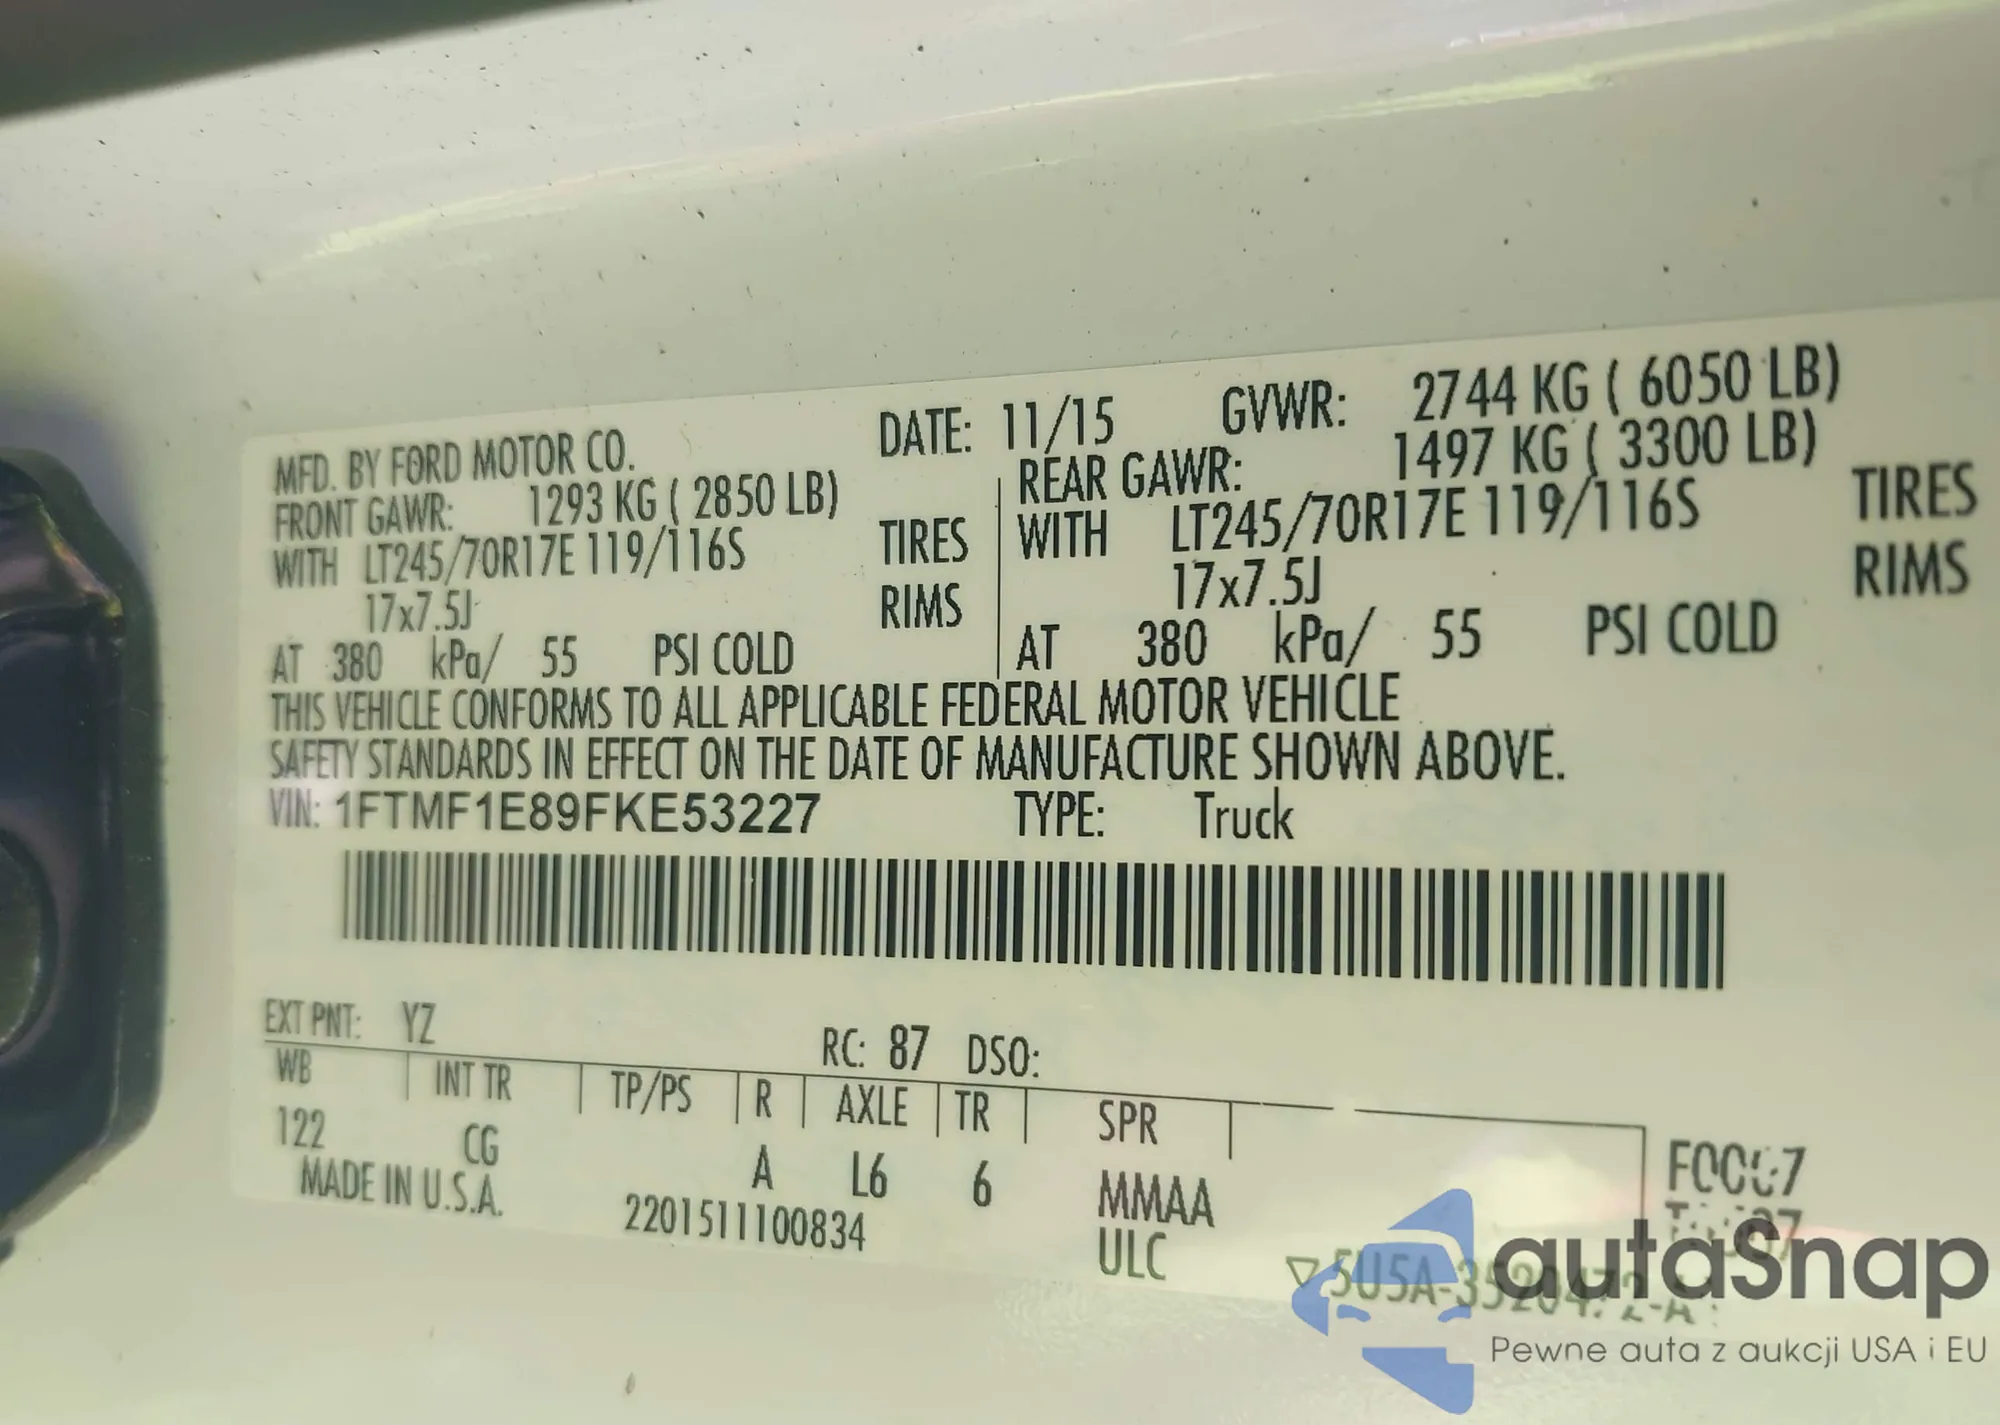 MFD. BY FORD MOTOR CO. DATE: 11/15 GVWR: 2744 KG ( 6050 LB)
FRONT GAWR: 1293 KG ( 2850 LB) REAR GAWR: 1497 KG ( 3300 LB)
WITH LT245/70R17E 119/116S TIRES WITH LT245/70R17E 119/116S TIRES
17x7.5J RIMS 17x7.5J RIMS
AT 380 kPa/ 55 PSI COLD AT 380 kPa/ 55 PSI COLD
THIS VEHICLE CONFORMS TO ALL APPLICABLE FEDERAL MOTOR VEHICLE
SAFETY STANDARDS IN EFFECT ON THE DATE OF MANUFACTURE SHOWN ABOVE.
VIN: 1FTMF1E89FKE53227 TYPE: Truck
EXT PNT: YZ RC: 87 DSO:
WB INT TR TP/PS R AXLE TR SPR
122 CG A L6 6 MMAA
MADE IN U.S.A. 2201511100834 ULC
autaSnap
Pewne auta z aukcji USA i EU